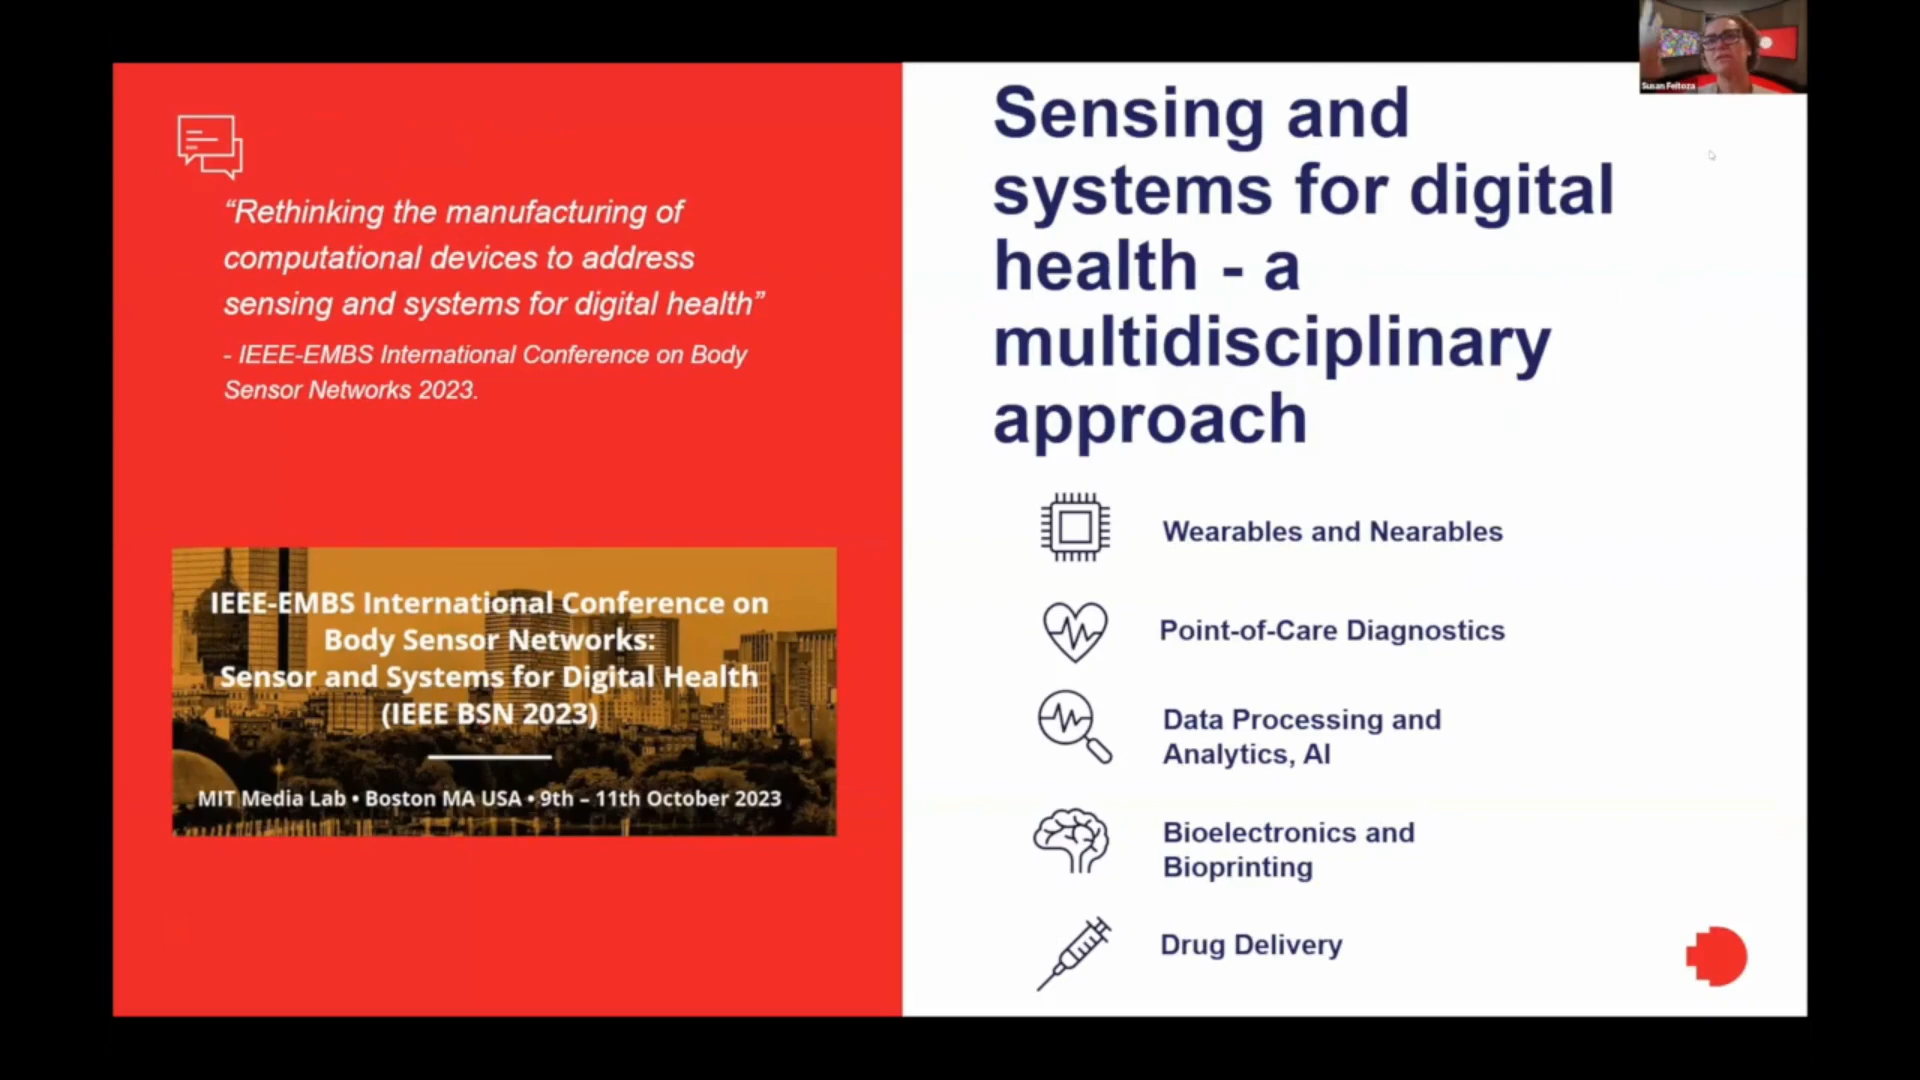 “Rethinking the manufacturing of
computational devices to address
sensing and systems for digital health”
- IEEE-EMBS International Conference on Body
Sensor Networks 2023.
IEEE-EMBS International Conference on
Body Sensor Networks:
Sensor and Systems for Digital Health
(IEEE BSN 2023)
MIT Media Lab • Boston MA USA • 9th – 11th October 2023
Susan Feitoza
Sensing and
systems for digital
health - a
multidisciplinary
approach
Wearables and Nearables
Point-of-Care Diagnostics
Data Processing and
Analytics, AI
Bioelectronics and
Bioprinting
Drug Delivery